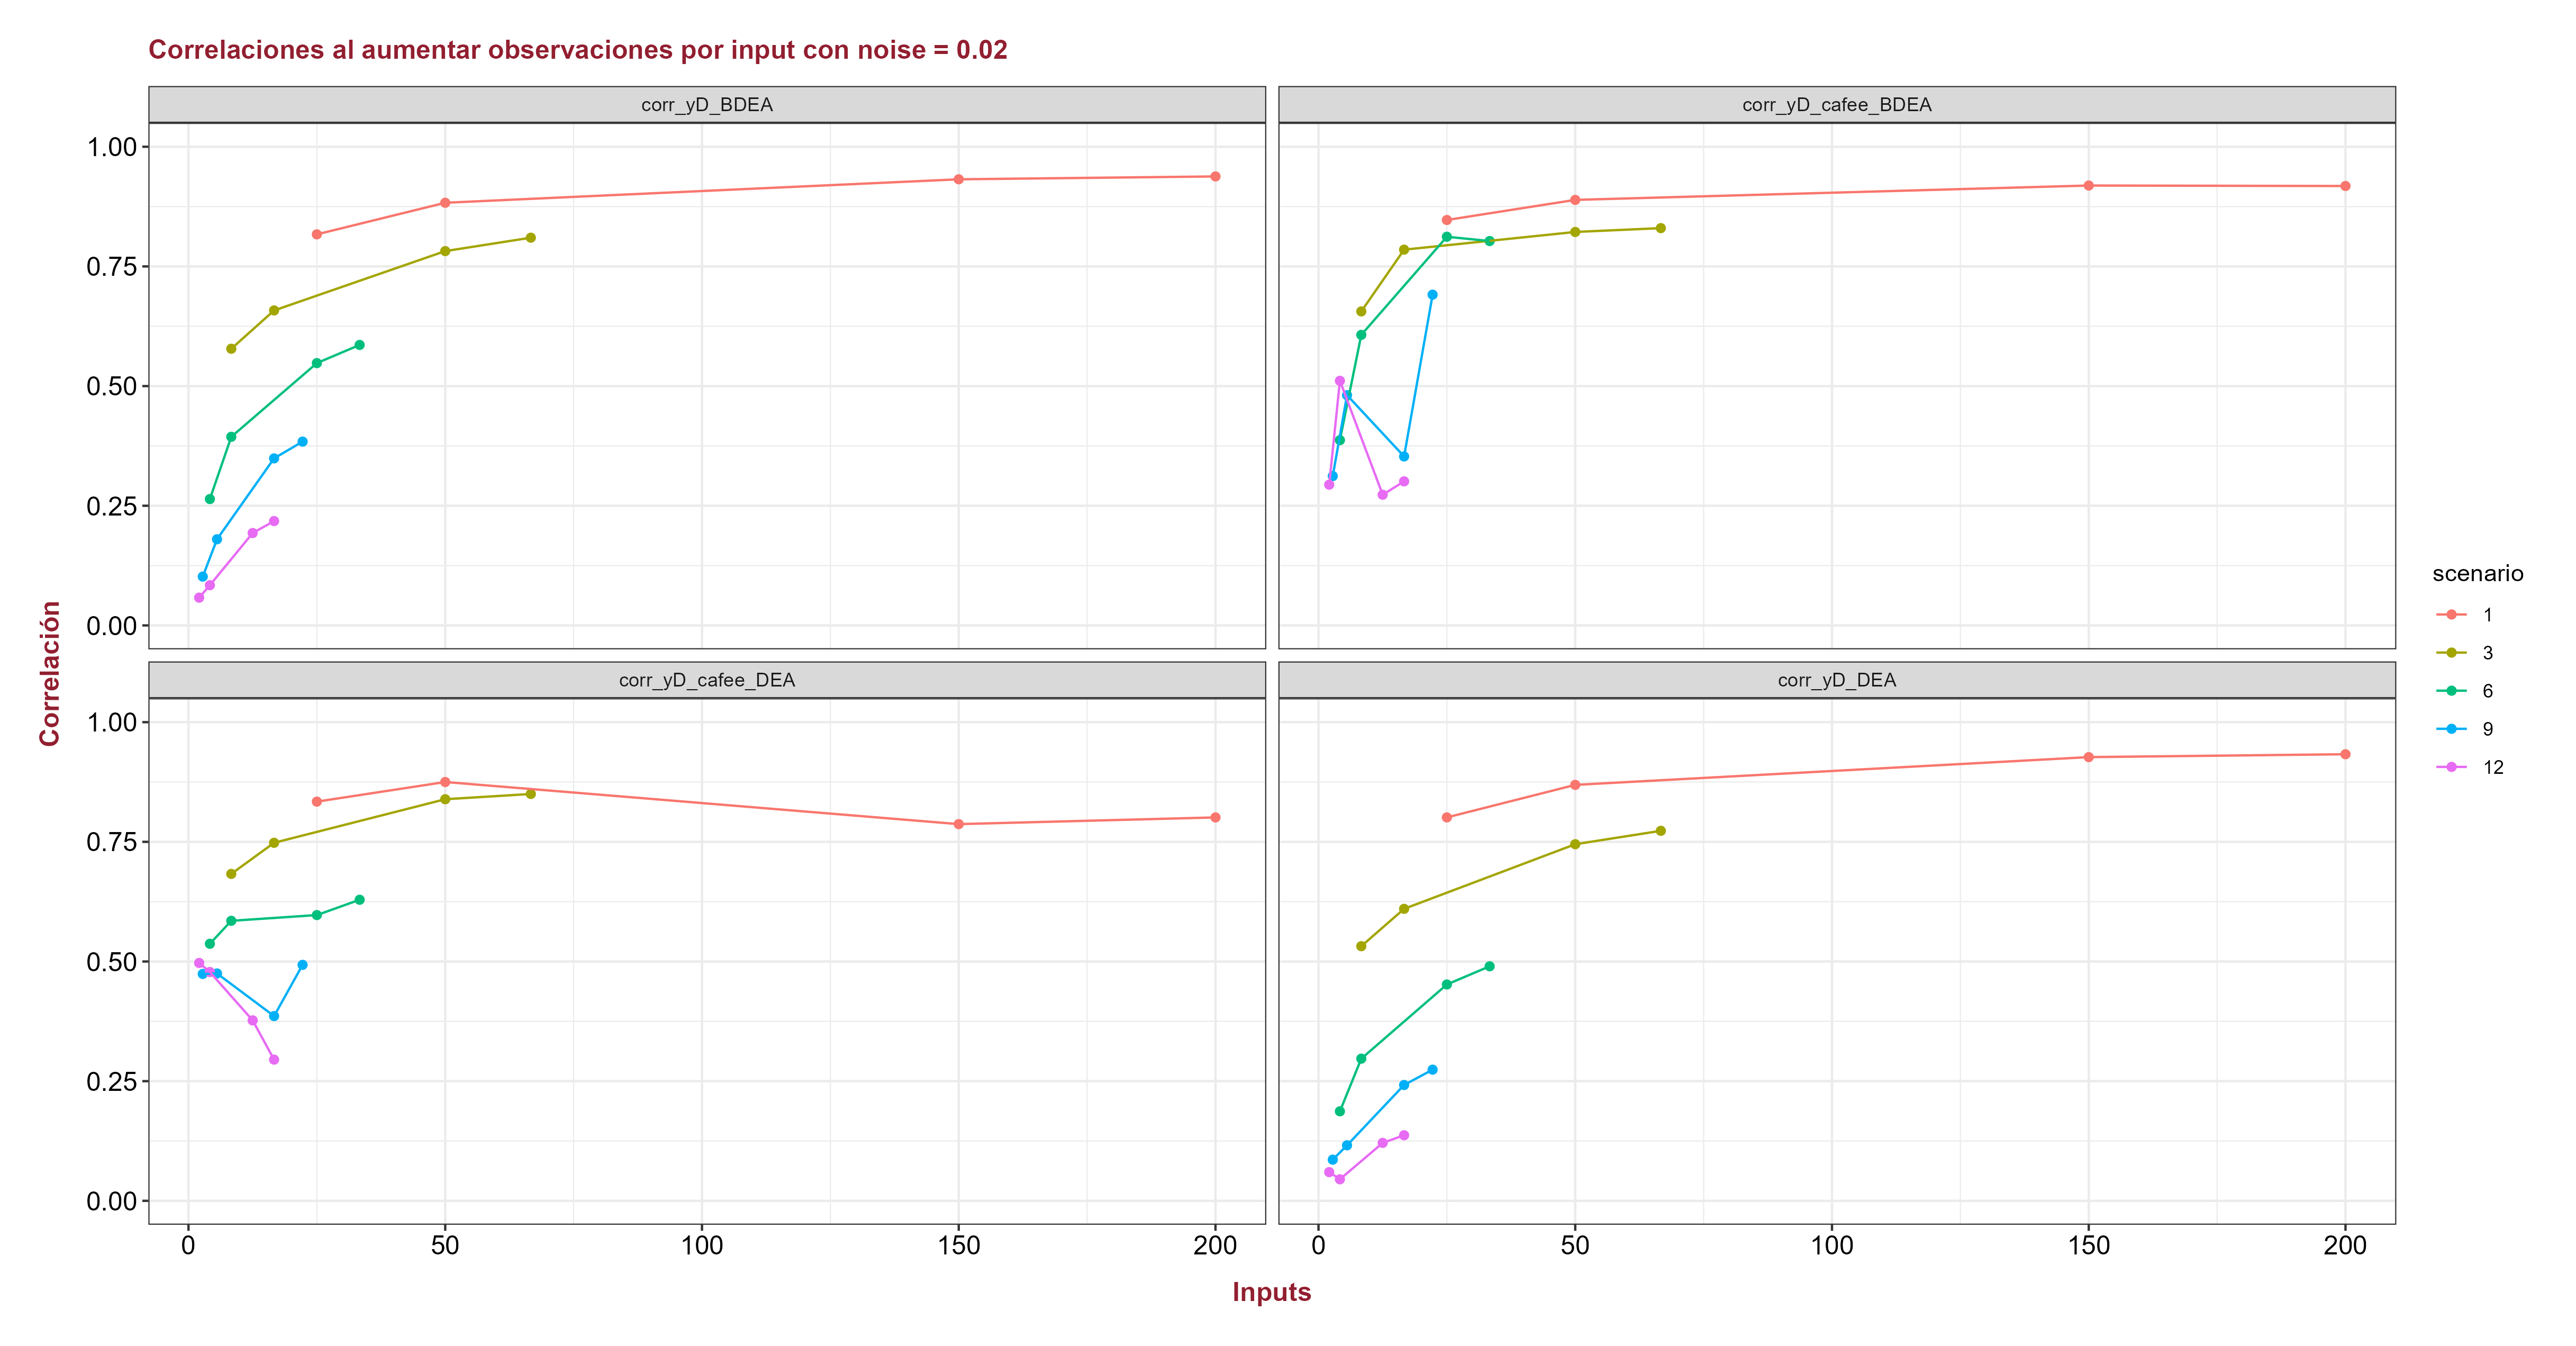 Correlaciones al aumentar observaciones por input con noise = 0.02
corr_yD_BDEA
corr_yD_cafee_BDEA
1.00
0.75
0.50
0.25
0.00
corr_yD_cafee_DEA
corr_yD_DEA
1.00
0.75
0.50
0.25
0.00
0 50 100 150 200
0 50 100 150 200
Correlación
Inputs
scenario
1
3
6
9
12